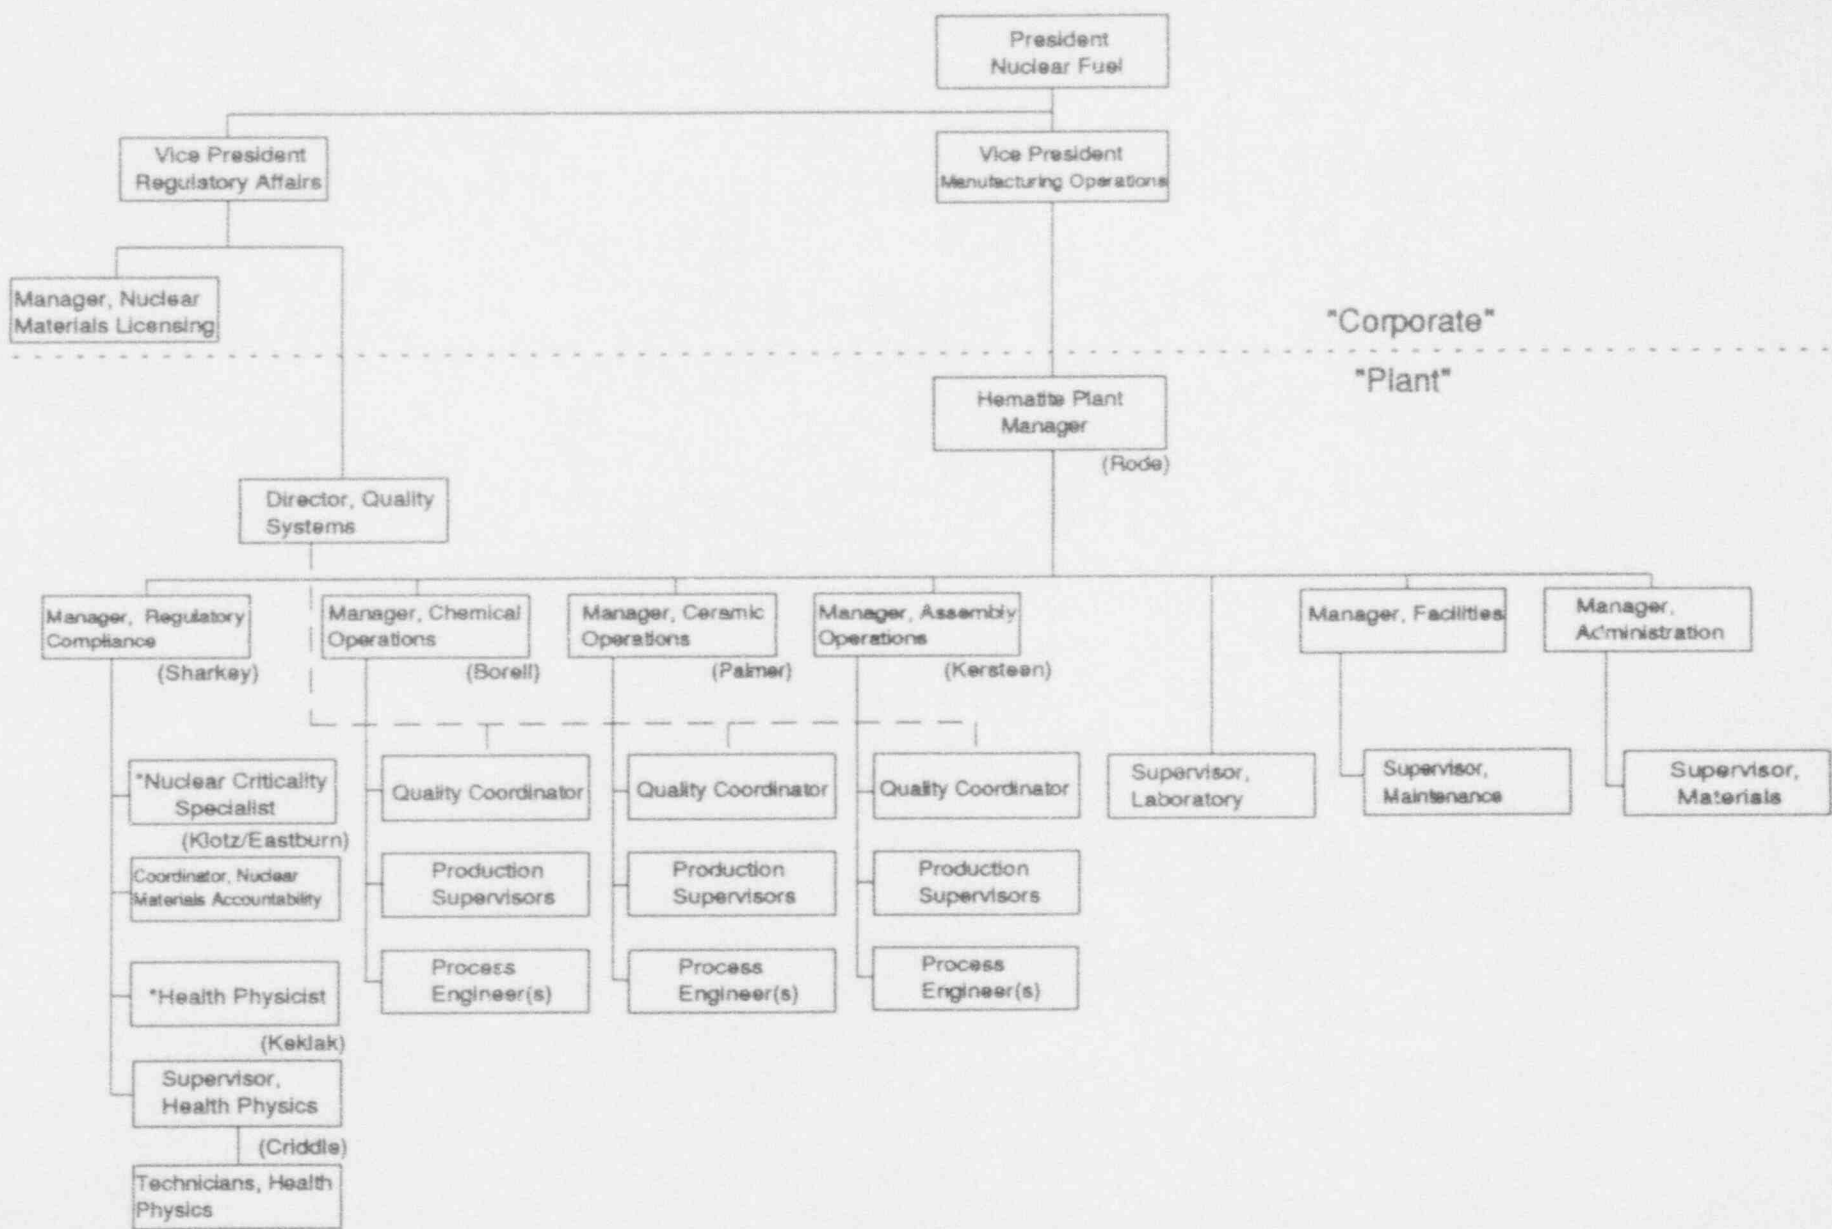 President
Nuclear Fuel
Vice President
Regulatory Affairs
Vice President
Manufacturing Operations
Manager, Nuclear
Materials Licensing
"Corporate"
"Plant"
Hematite Plant
Manager
(Rode)
Director, Quality
Systems
Manager, Regulatory
Compliance
(Sharkey)
Manager, Chemical
Operations
(Borell)
Manager, Ceramic
Operations
(Palmer)
Manager, Assembly
Operations
(Kersteen)
Manager, Facilities
Manager,
Administration
*Nuclear Criticality
Specialist
(Klotz/Eastburn)
Quality Coordinator
Quality Coordinator
Quality Coordinator
Supervisor,
Laboratory
Supervisor,
Maintenance
Supervisor,
Materials
Coordinator, Nuclear
Materials Accountability
Production
Supervisors
Production
Supervisors
Production
Supervisors
*Health Physicist
(Keklak)
Process
Engineer(s)
Process
Engineer(s)
Process
Engineer(s)
Supervisor,
Health Physics
(Criddle)
Technicians, Health
Physics